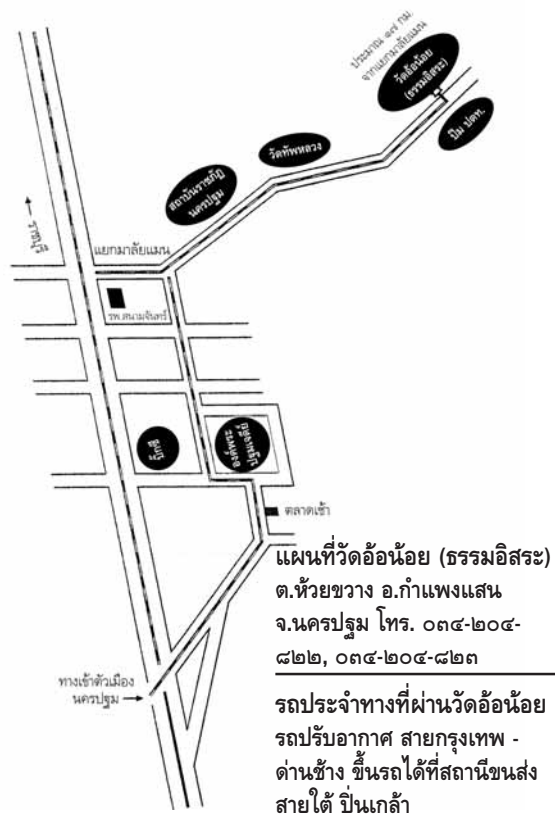 ประมาณ ๑๗ กม.
จากแยกมาลัยแมน
วัดอ้อน้อย
(ธรรมอิสระ)
ปั๊ม ปตท.
วัดทัพหลวง
สถาบันราชภัฏ
นครปฐม
ราชบุรี
แยกมาลัยแมน
รพ.สนามจันทร์
บิ๊กซี
องค์พระ
ปฐมเจดีย์
ตลาดเช้า
ทางเข้าตัวเมือง
นครปฐม
แผนที่วัดอ้อน้อย (ธรรมอิสระ)
ต.ห้วยขวาง อ.กำแพงแสน
จ.นครปฐม โทร. ๐๓๔-๒๐๔-
๘๒๒, ๐๓๔-๒๐๔-๘๒๓
รถประจำทางที่ผ่านวัดอ้อน้อย
รถปรับอากาศ สายกรุงเทพ -
ด่านช้าง ขึ้นรถได้ที่สถานีขนส่ง
สายใต้ ปิ่นเกล้า